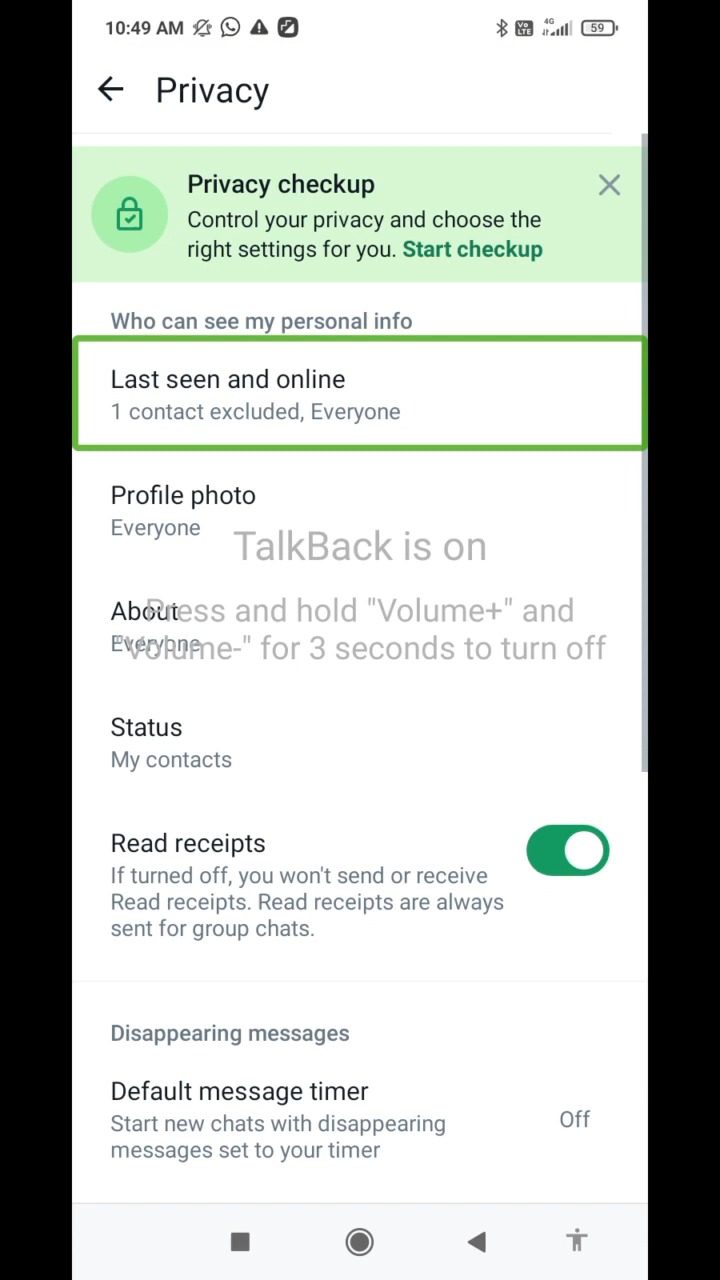 10:49 AM
Vo LTE 4G 59
Privacy
Privacy checkup
Control your privacy and choose the
right settings for you. Start checkup
Who can see my personal info
Last seen and online
1 contact excluded, Everyone
Profile photo
Everyone
TalkBack is on
About
Press and hold "Volume+" and
Everyone
"Volume-" for 3 seconds to turn off
Status
My contacts
Read receipts
If turned off, you won't send or receive
Read receipts. Read receipts are always
sent for group chats.
Disappearing messages
Default message timer
Start new chats with disappearing
messages set to your timer
Off